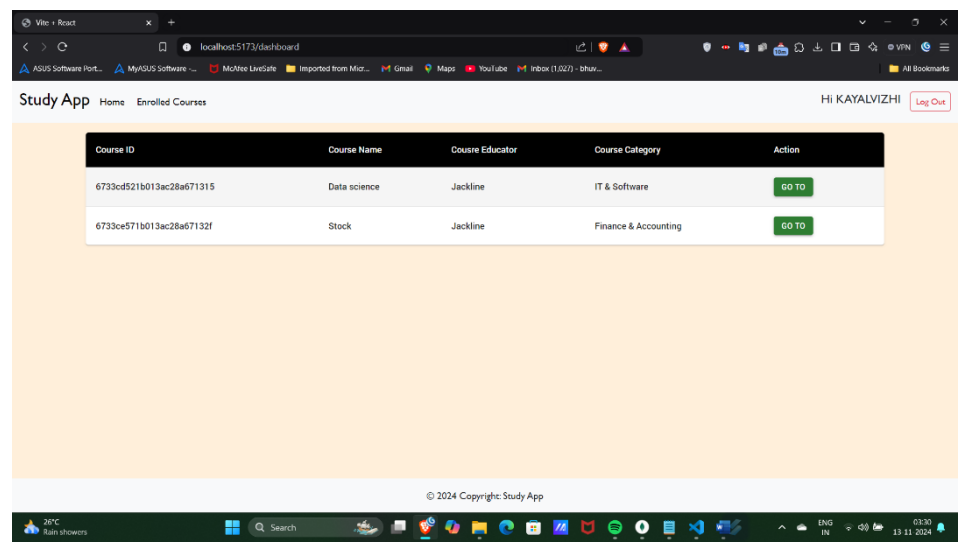 Vite + React
localhost:5173/dashboard
10m
VPN
ASUS Software Port... MyASUS Software -... McAfee LiveSafe Imported from Micr... Gmail Maps YouTube Inbox (1,027) - bhuv... All Bookmarks
Study App Home Enrolled Courses Hi KAYALVIZHI Log Out
Course ID Course Name Cousre Educator Course Category Action
6733cd521b013ac28a671315 Data science Jackline IT & Software GO TO
6733ce571b013ac28a67132f Stock Jackline Finance & Accounting GO TO
© 2024 Copyright: Study App
26°C
Rain showers
Search
ENG
IN
03:30
13-11-2024